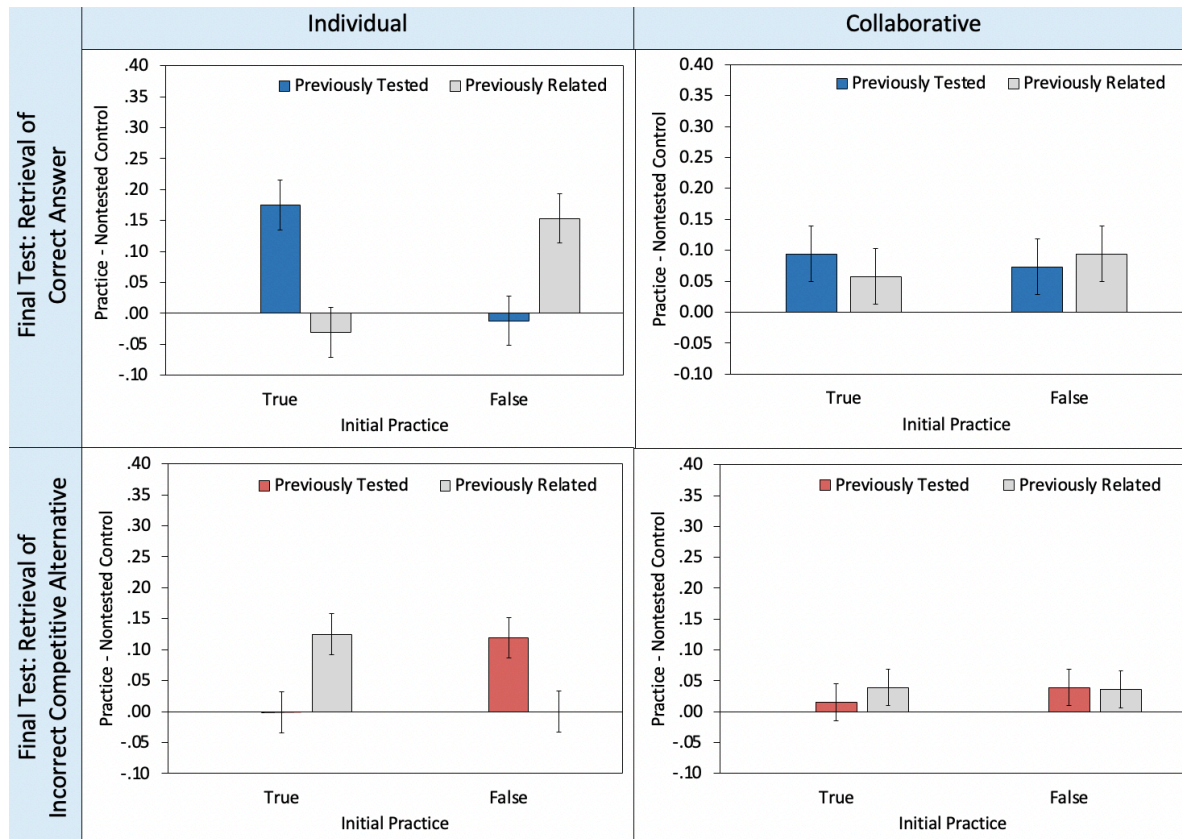 Individual
Collaborative
Final Test: Retrieval of
Correct Answer
Practice - Nontested Control
.40
.35
.30
.25
.20
.15
.10
.05
.00
-.05
-.10
Previously Tested Previously Related
True False
Initial Practice
Practice - Nontested Control
0.40
0.35
0.30
0.25
0.20
0.15
0.10
0.05
0.00
-0.05
-0.10
Previously Tested Previously Related
True False
Initial Practice
Final Test: Retrieval of
Incorrect Competitive Alternative
Practice - Nontested Control
.40
.35
.30
.25
.20
.15
.10
.05
.00
-.05
-.10
Previously Tested Previously Related
True False
Initial Practice
Practice - Nontested Control
.40
.35
.30
.25
.20
.15
.10
.05
.00
-.05
-.10
Previously Tested Previously Related
True False
Initial Practice